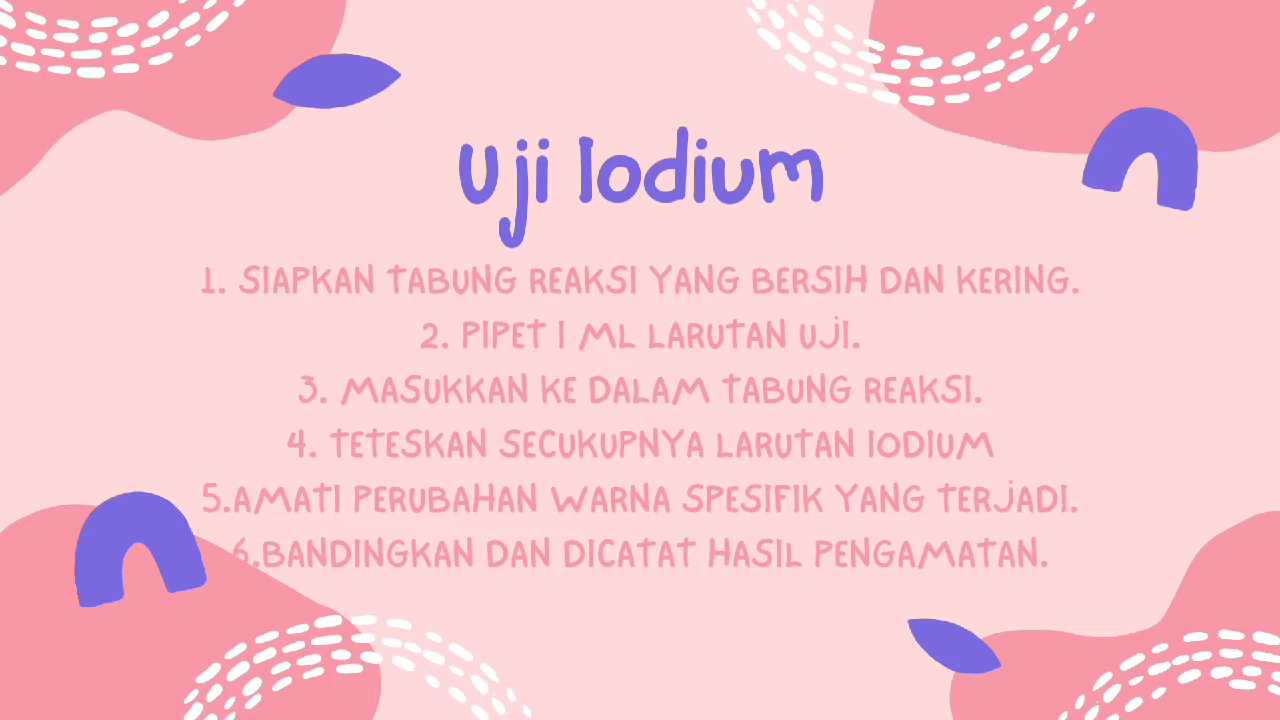 Uji Iodium
1. SIAPKAN TABUNG REAKSI YANG BERSIH DAN KERING.
2. PIPET 1 ML LARUTAN UJI.
3. MASUKKAN KE DALAM TABUNG REAKSI.
4. TETESKAN SECUKUPNYA LARUTAN IODIUM
5.AMATI PERUBAHAN WARNA SPESIFIK YANG TERJADI.
6.BANDINGKAN DAN DICATAT HASIL PENGAMATAN.